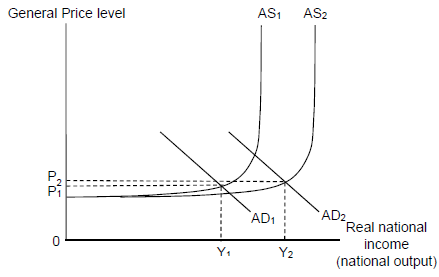 General Price level
AS₁
AS₂
P₂
P₁
AD₁
AD₂
0
Y₁
Y₂
Real national
income
(national output)